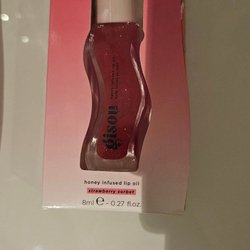 gisou
honey infused lip oil
strawberry sorbet
8ml ℮ - 0.27 fl.oz.